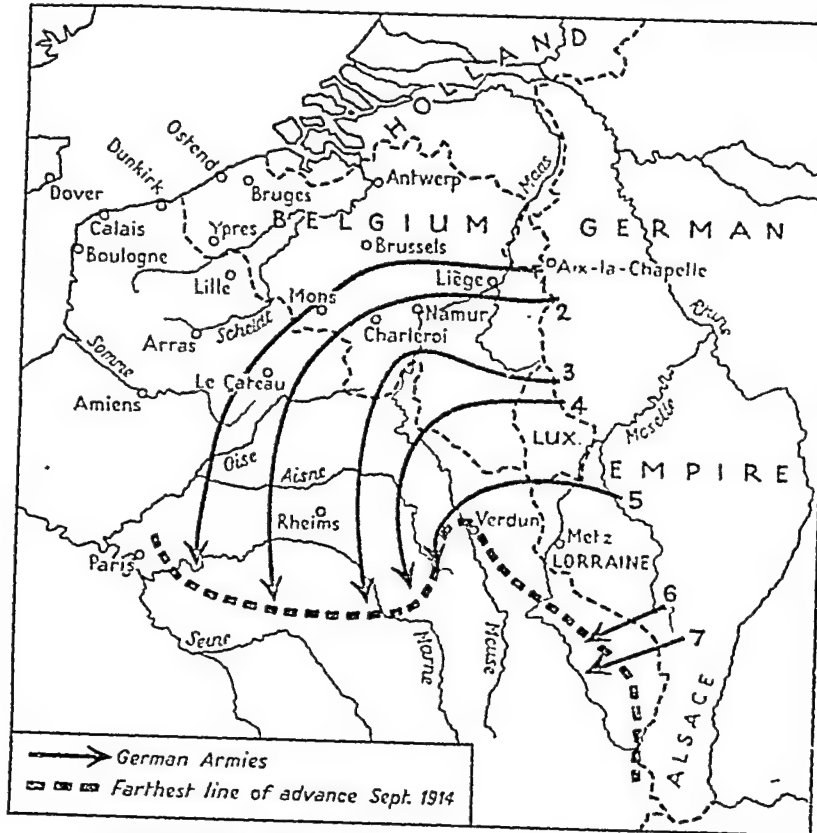 HOLLAND
Dover
Calais
Boulogne
Dunkirk
Ostend
Bruges
Ypres
Lille
Arras
Antwerp
BELGIUM
Brussels
Mons
Scheldt
Charleroi
Namur
Liège
Maas
GERMAN
Aix-la-Chapelle
1
2
3
4
LUX.
Rhine
Moselle
EMPIRE
5
Somme
Amiens
Le Cateau
Oise
Aisne
Rheims
Paris
Seine
Marne
Meuse
Verdun
Metz
LORRAINE
6
7
ALSACE
German Armies
Farthest line of advance Sept. 1914